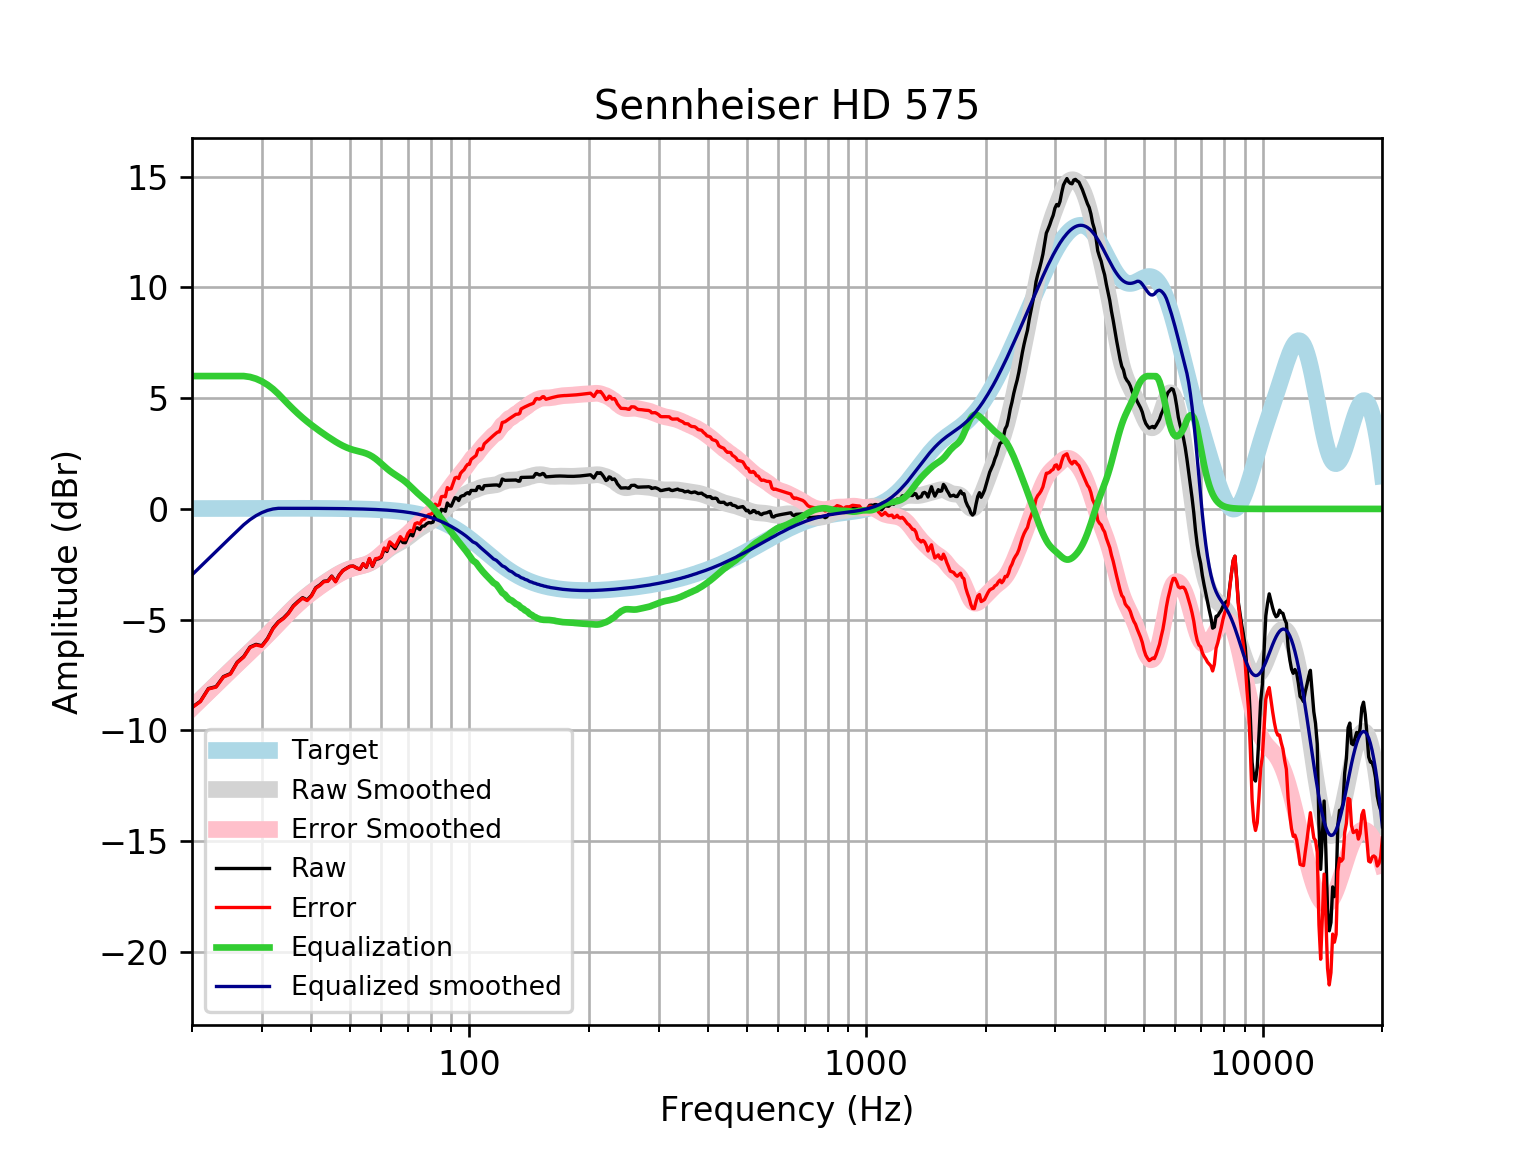 Sennheiser HD 575
15
10
5
0
−5
−10
−15
−20
Amplitude (dBr)
Target
Raw Smoothed
Error Smoothed
Raw
Error
Equalization
Equalized smoothed
100
1000
10000
Frequency (Hz)